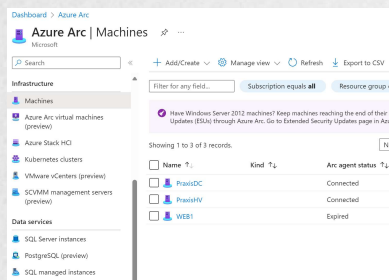 Dashboard > Azure Arc
Azure Arc | Machines
Microsoft
Search
Infrastructure
Machines
Azure Arc virtual machines
(preview)
Azure Stack HCI
Kubernetes clusters
VMware vCenters (preview)
SCVMM management servers
(preview)
Data services
SQL Server instances
PostgreSQL (preview)
SQL managed instances
Add/Create Manage view Refresh Export to CSV
Filter for any field... Subscription equals all Resource group
Have Windows Server 2012 machines? Keep machines reaching the end of their
Updates (ESUs) through Azure Arc. Go to Extended Security Updates page in
Showing 1 to 3 of 3 records.
Name ↑↓ Kind ↑↓ Arc agent status ↑↓
PraxisDC Connected
PraxisHV Connected
WEB1 Expired